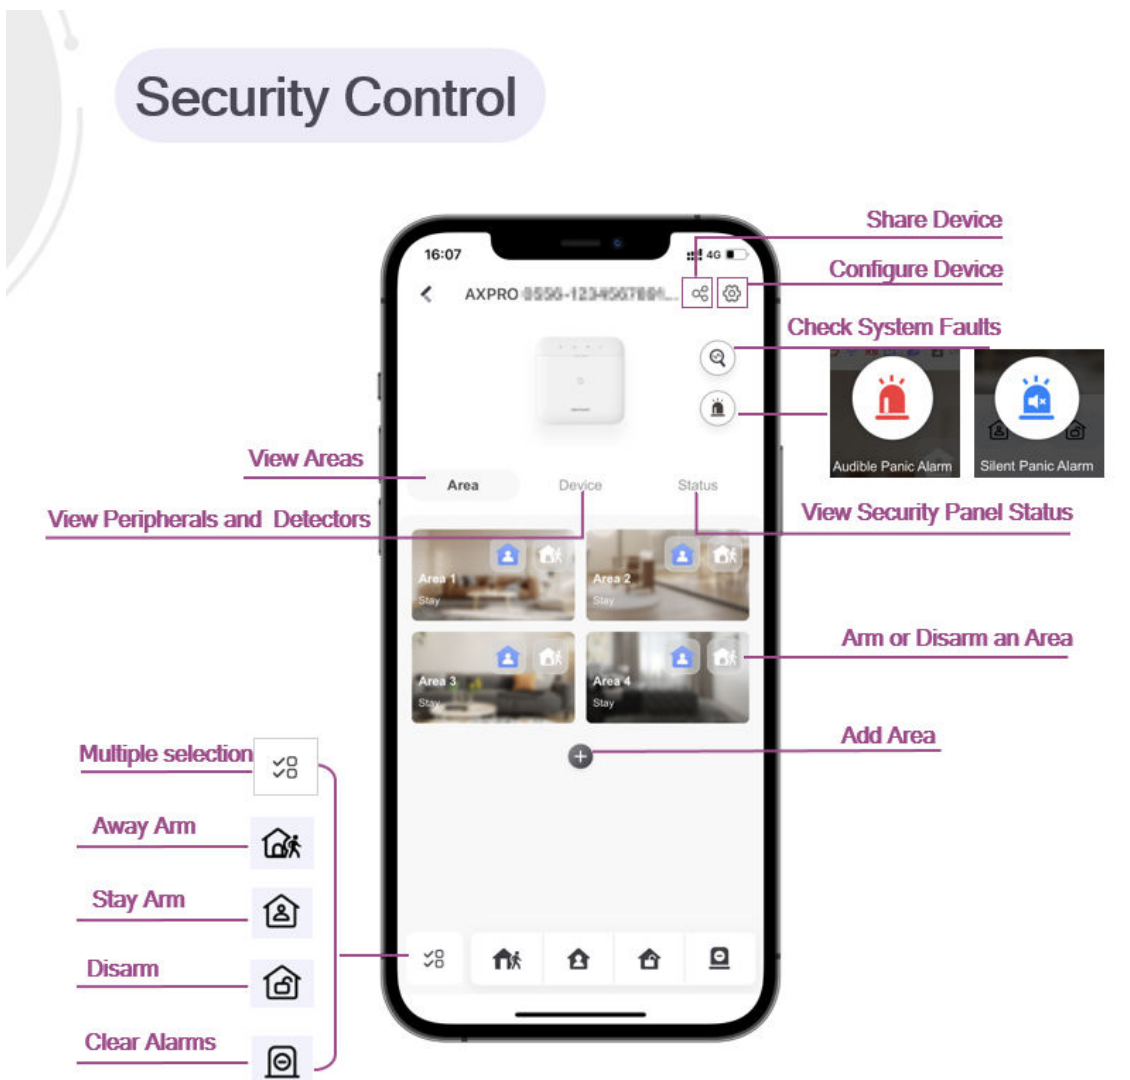 Security Control
Share Device
16:07
4G
Configure Device
AXPRO
Check System Faults
Audible Panic Alarm
Silent Panic Alarm
View Areas
Area
Device
Status
View Peripherals and Detectors
View Security Panel Status
Area 1
Stay
Area 2
Stay
Arm or Disarm an Area
Area 3
Stay
Area 4
Stay
Add Area
Multiple selection
Away Arm
Stay Arm
Disarm
Clear Alarms